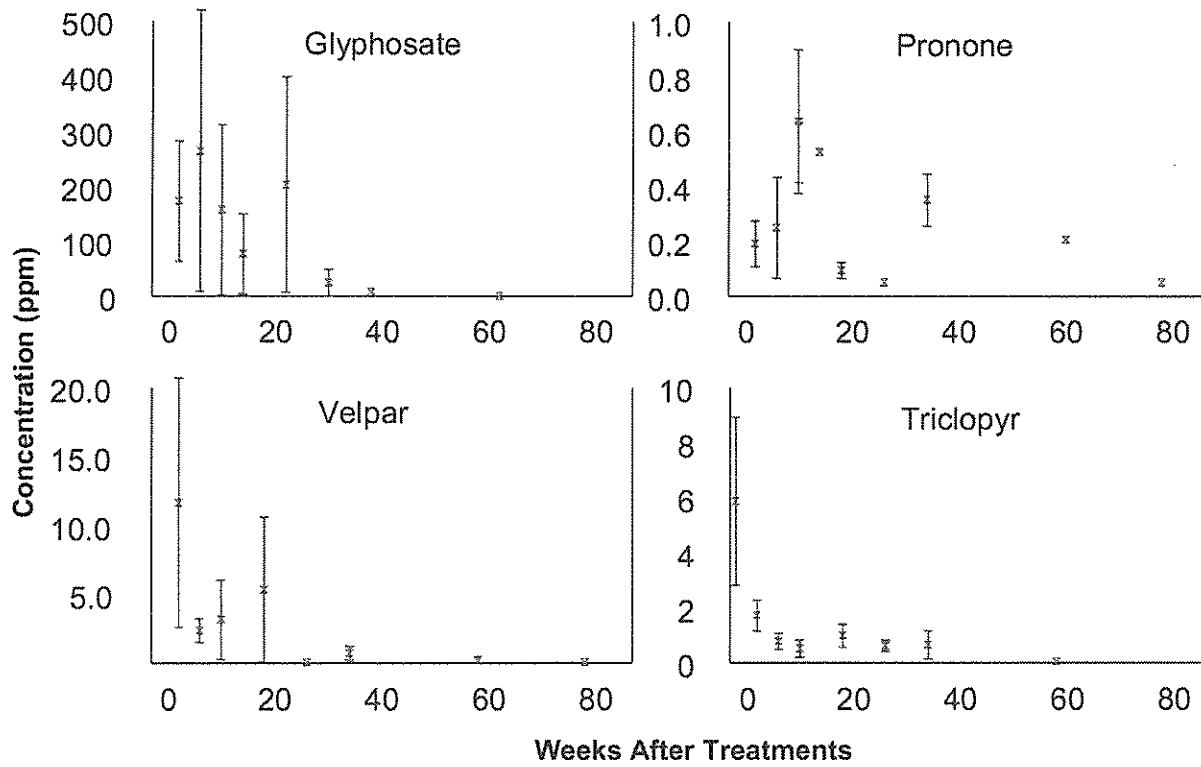 Concentration (ppm)
Glyphosate
500
400
300
200
100
0
0 20 40 60 80
Pronone
1.0
0.8
0.6
0.4
0.2
0.0
0 20 40 60 80
Velpar
20.0
15.0
10.0
5.0
0 20 40 60 80
Triclopyr
10
8
6
4
2
0
0 20 40 60 80
Weeks After Treatments